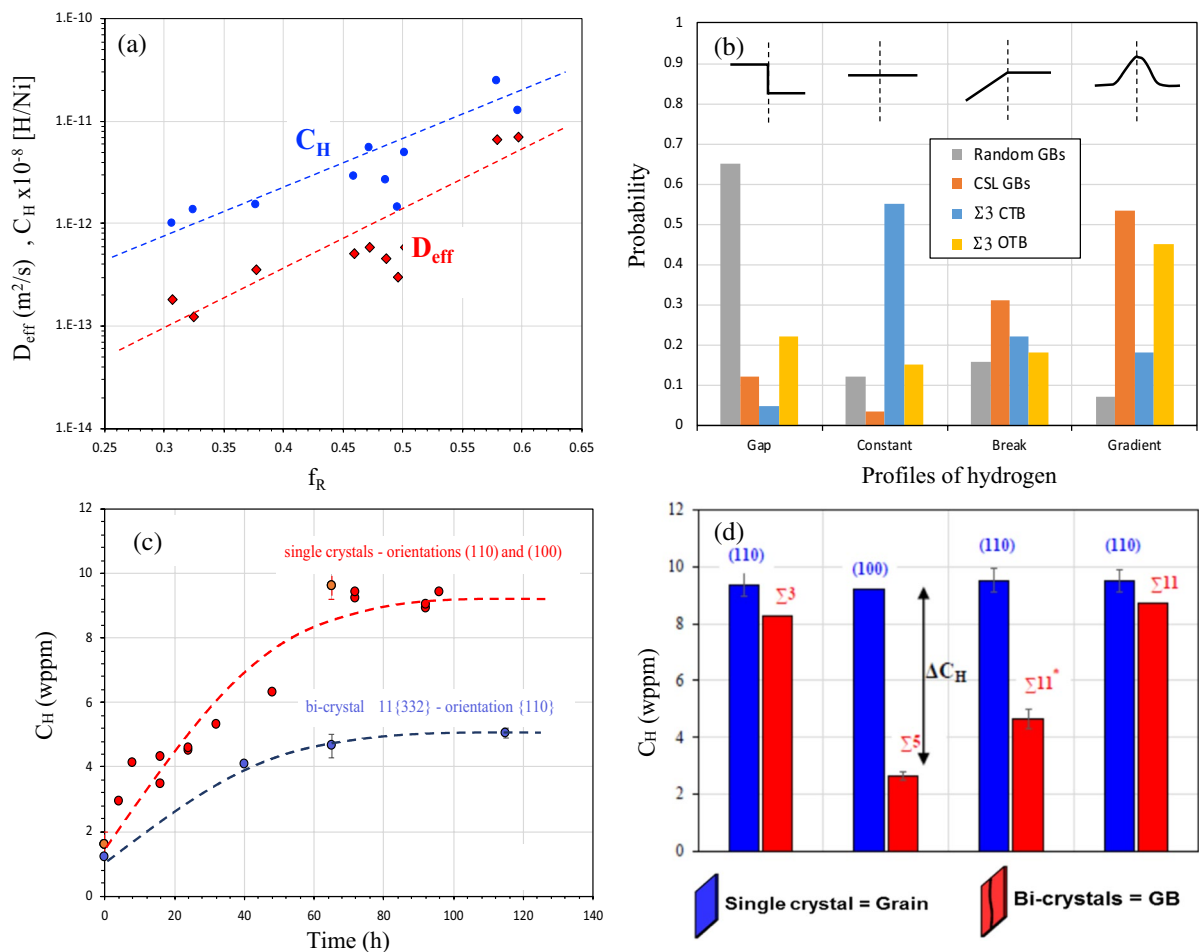 (a)
D_eff (m²/s) , C_H x10⁻⁸ [H/Ni]
1.E-10
1.E-11
1.E-12
1.E-13
1.E-14
C_H
D_eff
0.25 0.3 0.35 0.4 0.45 0.5 0.55 0.6 0.65
f_R
(b)
Probability
1
0.9
0.8
0.7
0.6
0.5
0.4
0.3
0.2
0.1
0
Random GBs
CSL GBs
Σ3 CTB
Σ3 OTB
Gap Constant Break Gradient
Profiles of hydrogen
(c)
C_H (wppm)
12
10
8
6
4
2
0
single crystals - orientations (110) and (100)
bi-crystal 11{332} - orientation {110}
0 20 40 60 80 100 120 140
Time (h)
(d)
C_H (wppm)
12
10
8
6
4
2
0
(110) (100) (110) (110)
Σ3 Σ5 Σ11* Σ11
ΔC_H
Single crystal = Grain
Bi-crystals = GB